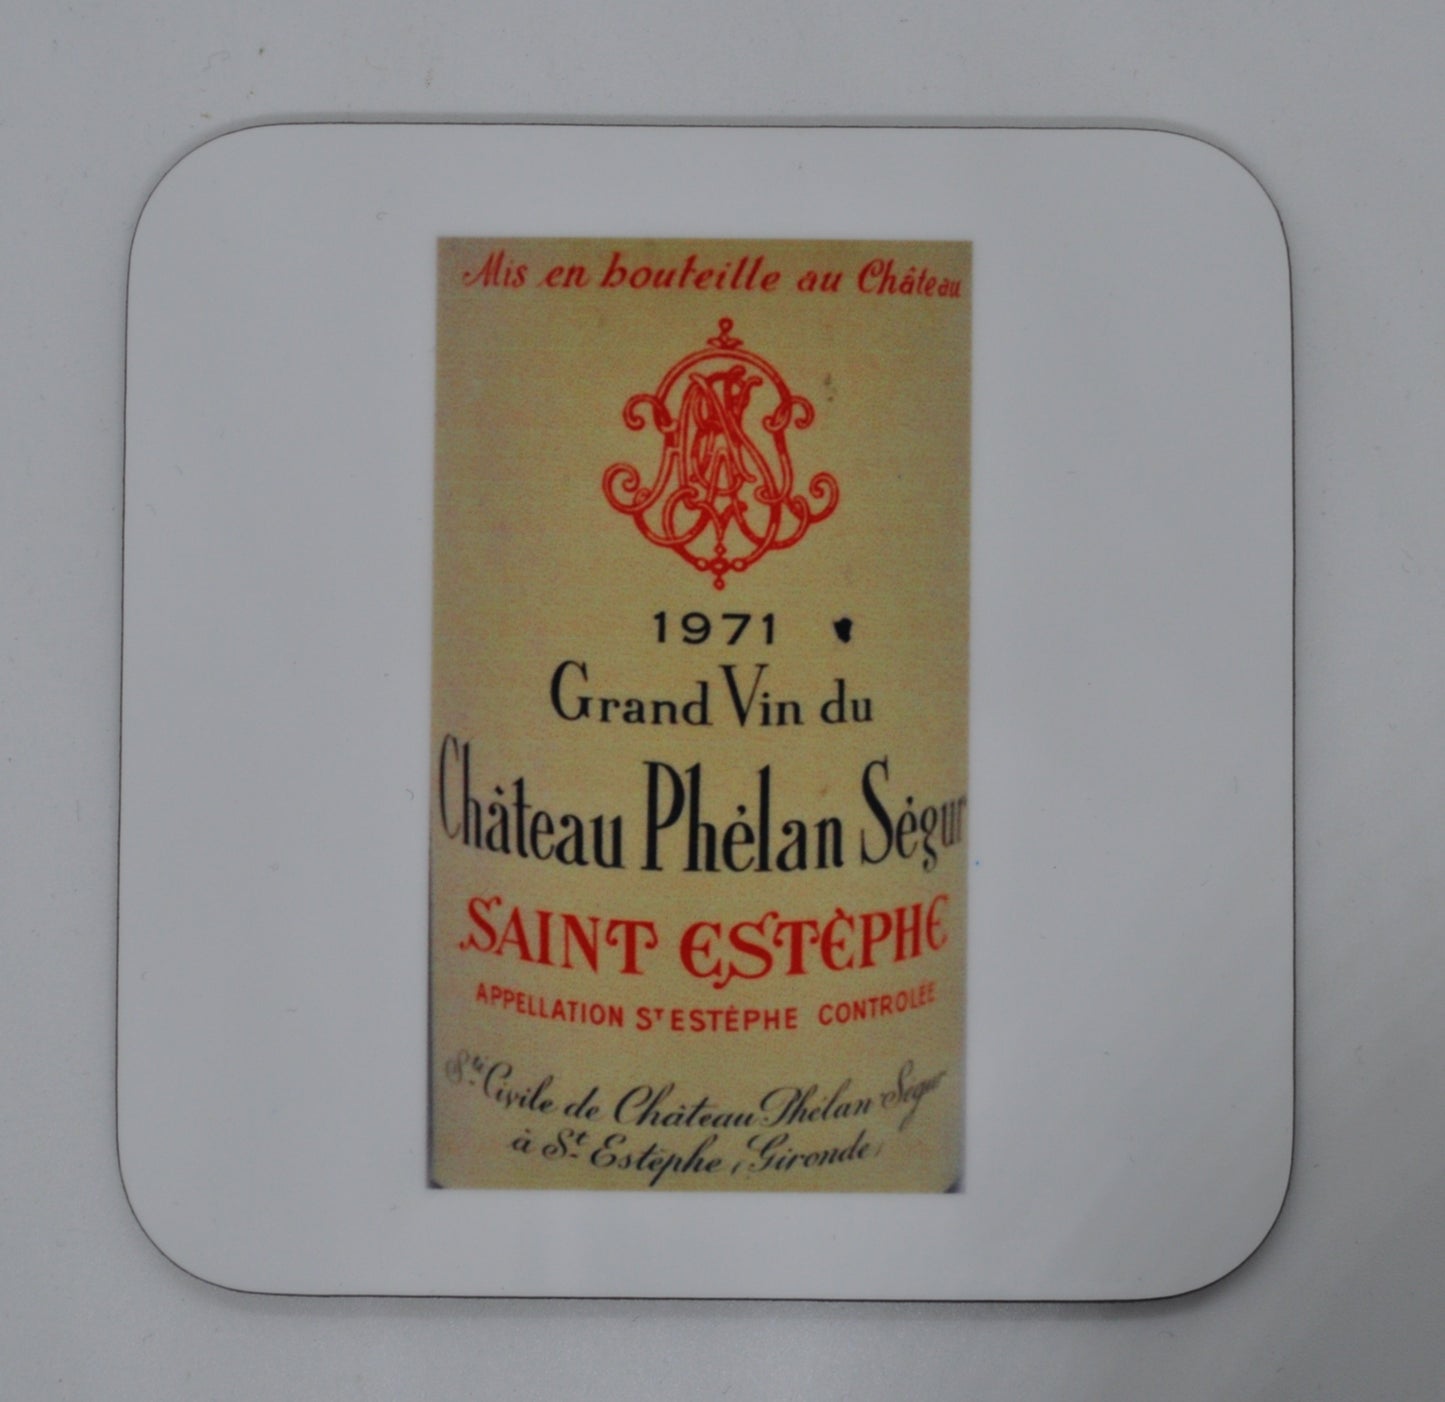 Mis en bouteille au Château
1971
Grand Vin du
Château Phélan Ségur
SAINT ESTÈPHE
APPELLATION ST ESTÈPHE CONTROLÉE
Sté Civile de Château Phélan Ségur
à St Estèphe (Gironde)